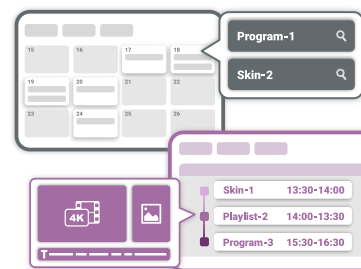 15 16 17 18
Program-1
Skin-2
19 20 21 22
23 24 25 26
Skin-1 13:30-14:00
4K
Playlist-2 14:00-13:30
T
Program-3 15:30-16:30